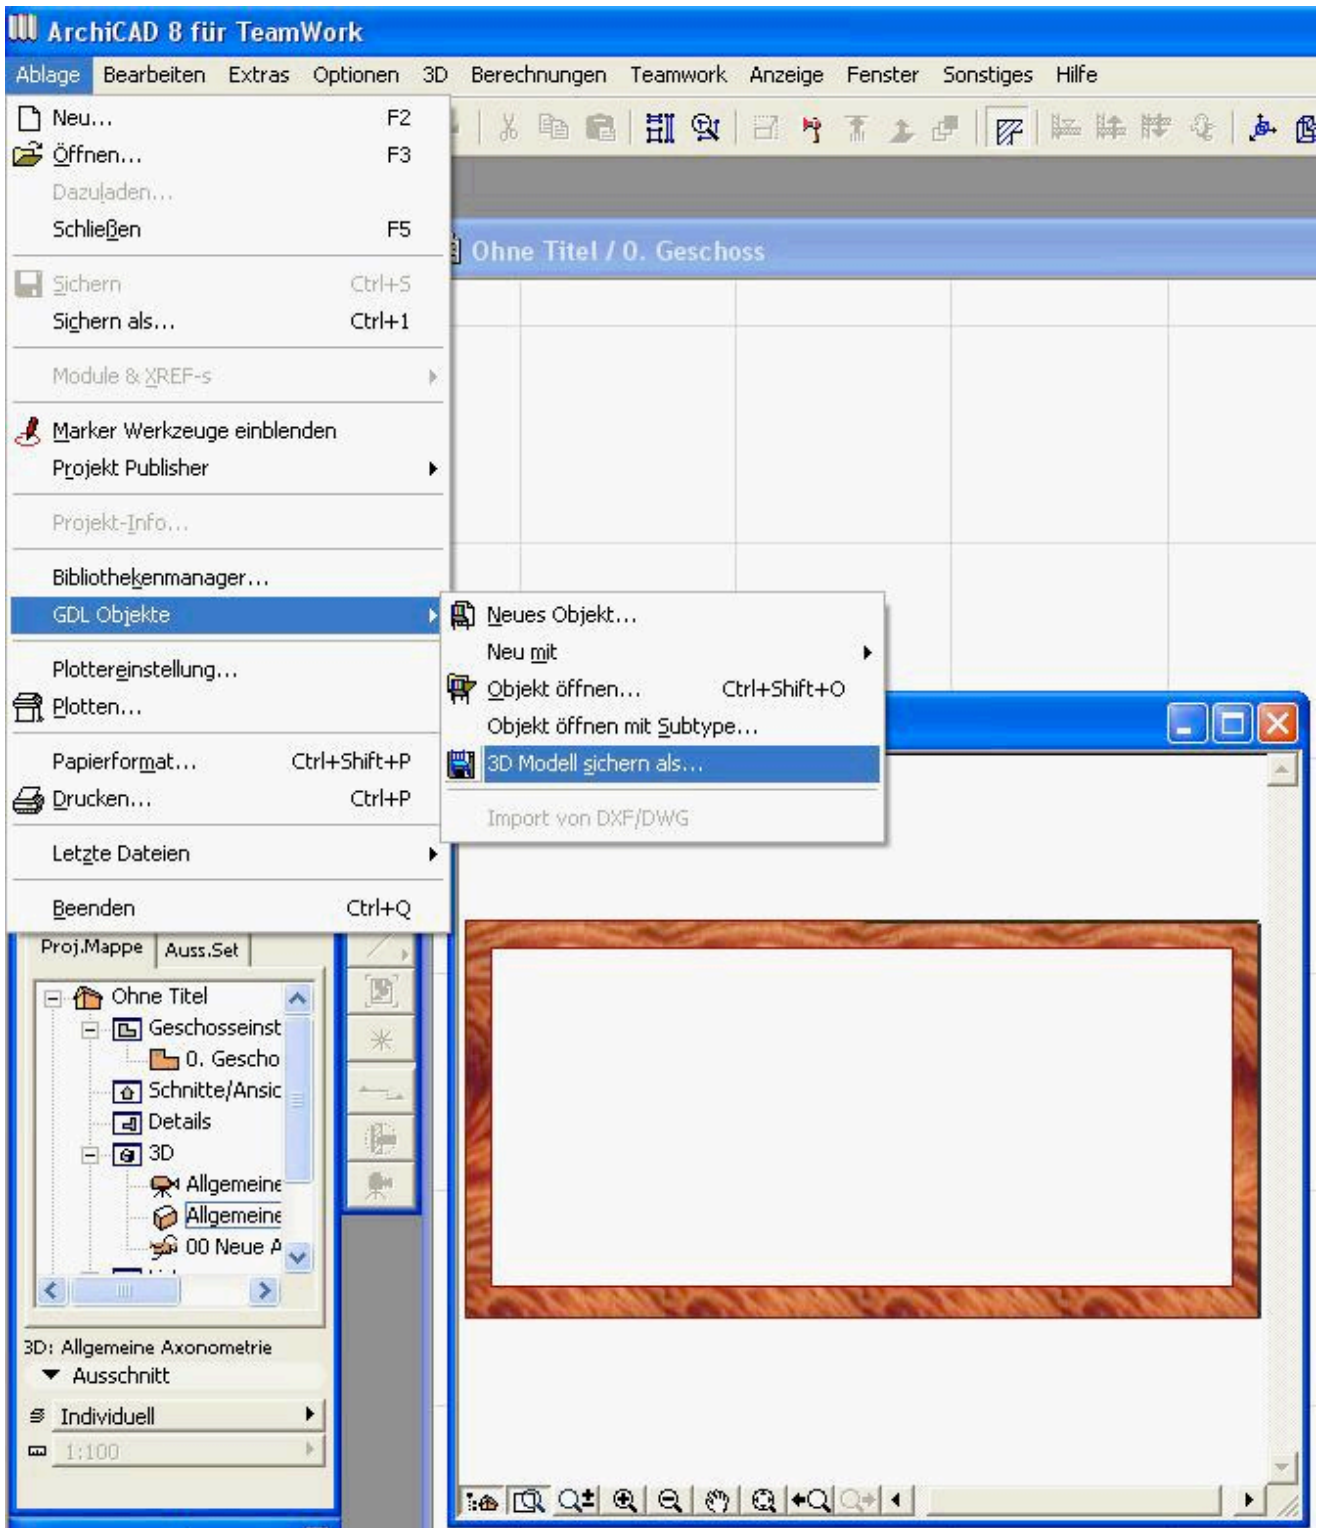 ArchiCAD 8 für TeamWork
Ablage Bearbeiten Extras Optionen 3D Berechnungen Teamwork Anzeige Fenster Sonstiges Hilfe
Neu... F2
Öffnen... F3
Dazuladen...
Schließen F5
Ohne Titel / 0. Geschoss
Sichern Ctrl+S
Sichern als... Ctrl+1
Module & XREF-s
Marker Werkzeuge einblenden
Projekt Publisher
Projekt-Info...
Bibliothekenmanager...
GDL Objekte
Neues Objekt...
Neu mit
Objekt öffnen... Ctrl+Shift+O
Objekt öffnen mit Subtype...
3D Modell sichern als...
Import von DXF/DWG
Plottereinstellung...
Plotten...
Papierformat... Ctrl+Shift+P
Drucken... Ctrl+P
Letzte Dateien
Beenden Ctrl+Q
Proj.Mappe Auss.Set
Ohne Titel
Geschosseinst
0. Gescho
Schnitte/Ansic
Details
3D
Allgemeine
Allgemeine
00 Neue A
3D: Allgemeine Axonometrie
Ausschnitt
Individuell
1:100